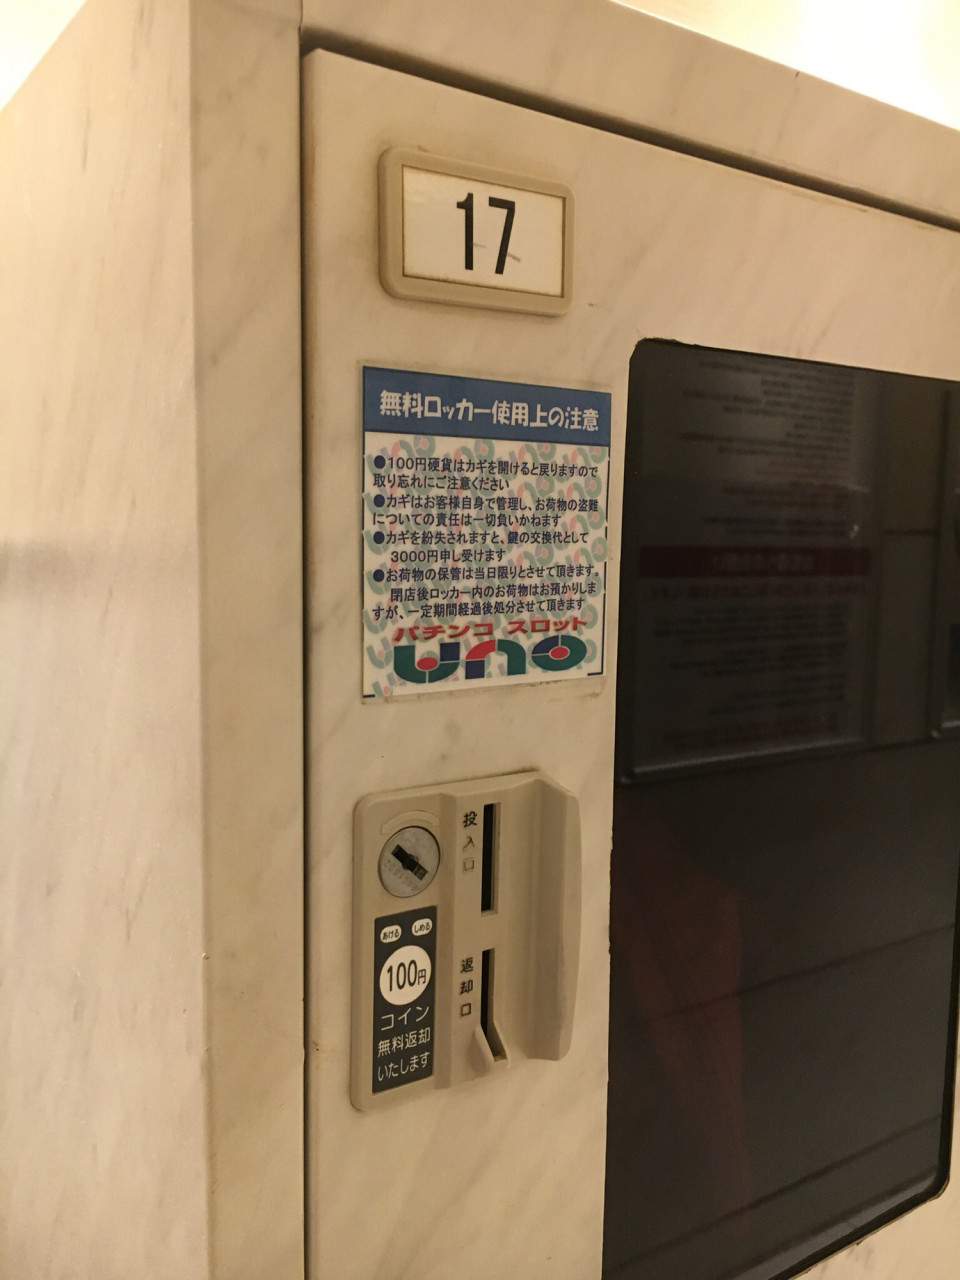 17
無料ロッカー使用上の注意
●100円硬貨はカギを開けると戻りますので
取り忘れにご注意ください
●カギはお客様自身で管理し、お荷物の盗難
についての責任は一切負いかねます
●カギを紛失されますと、鍵の交換代として
3000円申し受けます
●お荷物の保管は当日限りとさせて頂きます。
閉店後ロッカー内のお荷物はお預かりしま
すが、一定期間経過後処分させて頂きます
パチンコ スロット
uno
投入口
あける しめる
100円
コイン
無料返却
いたします
返却口